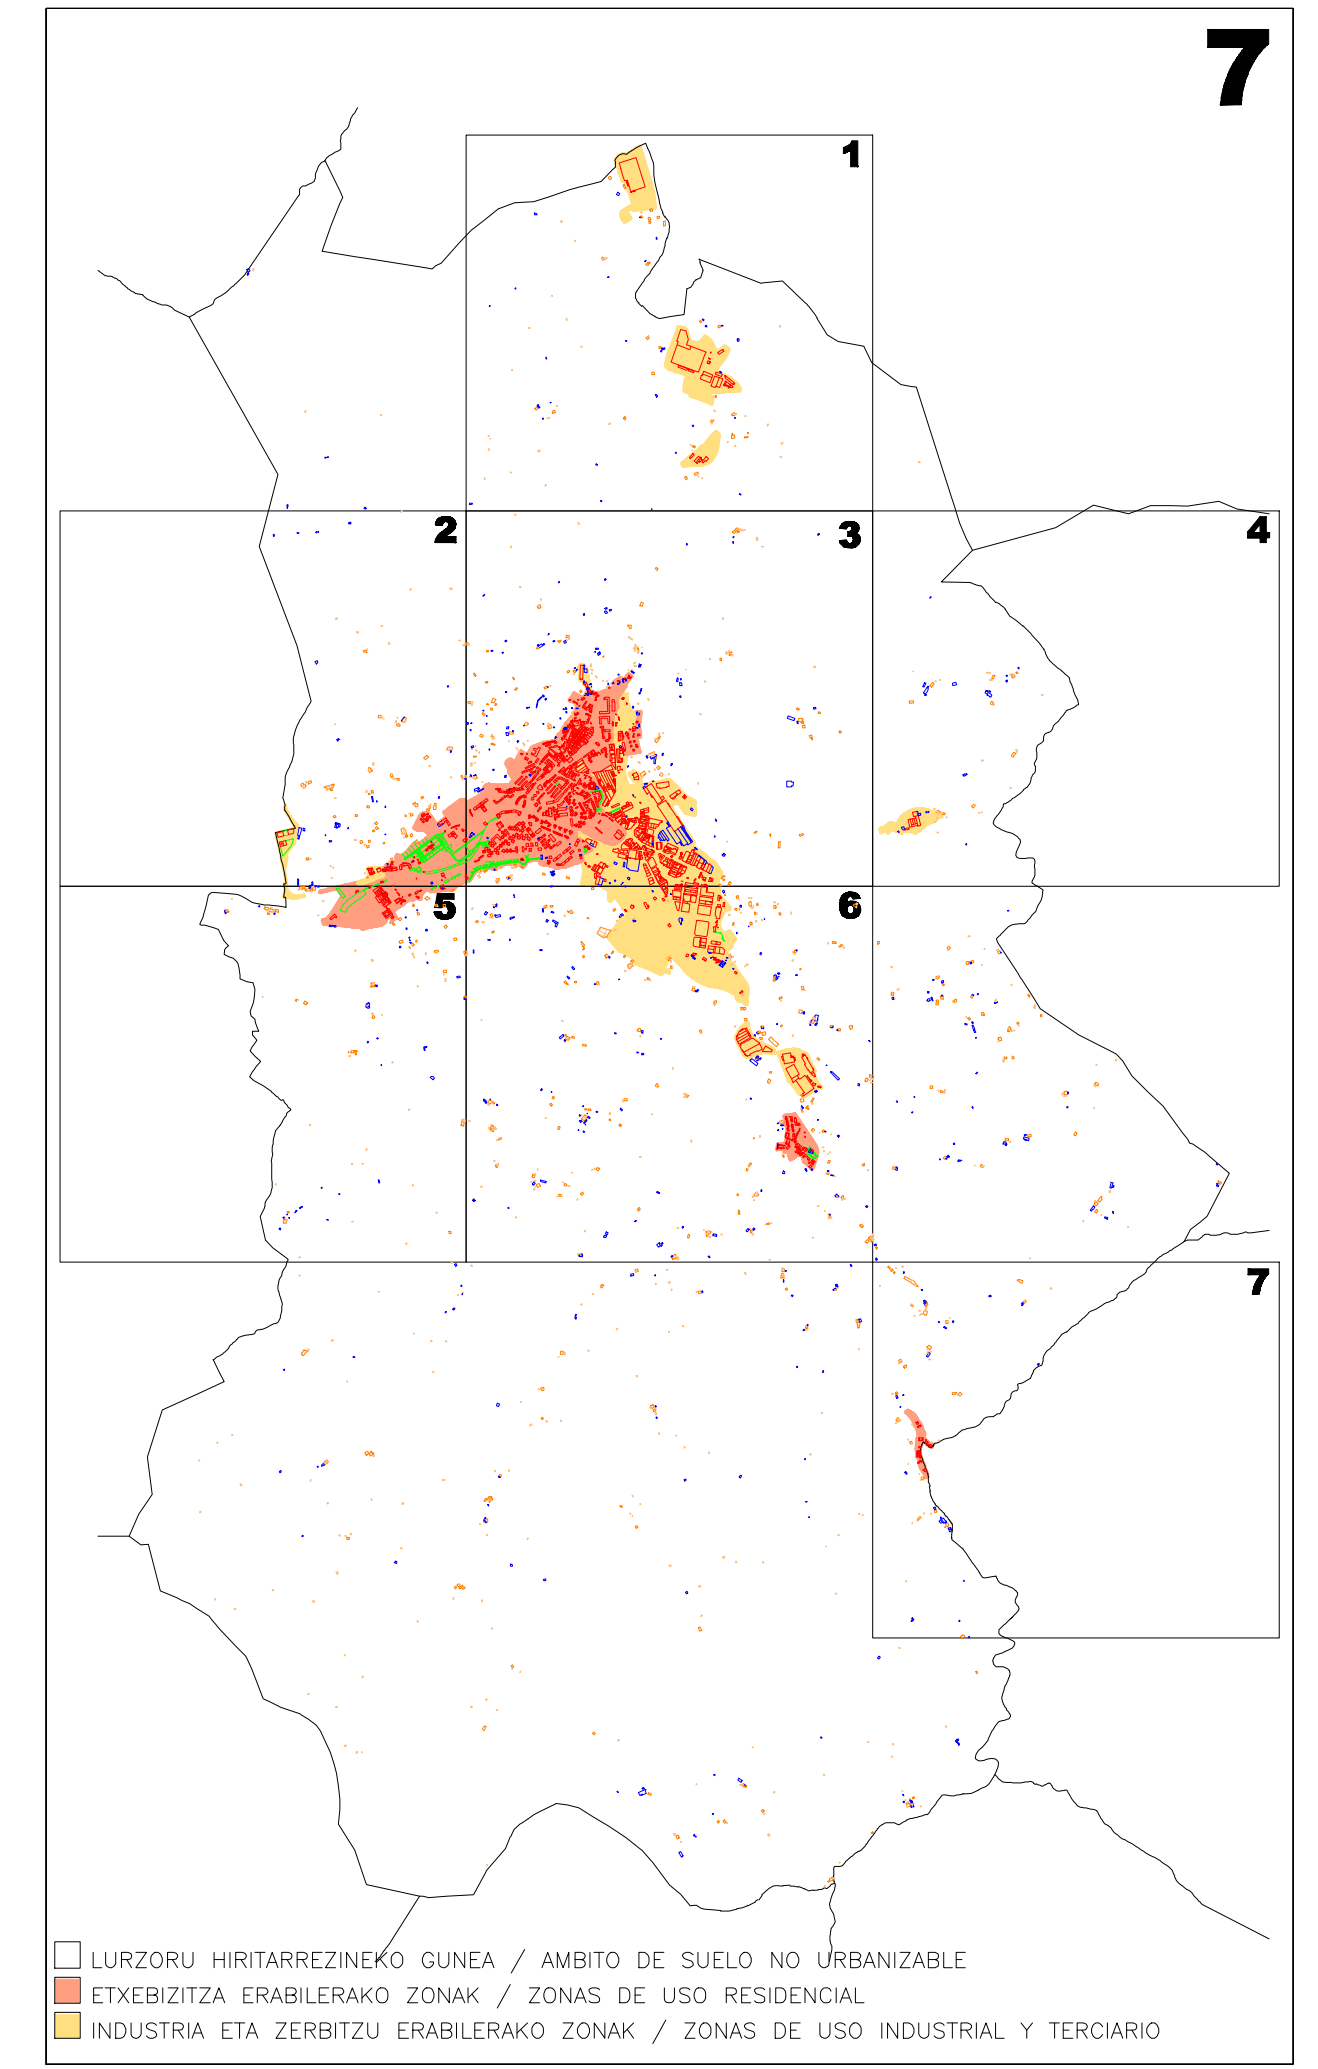 7
1
2
3
4
5
6
7
LURZORU HIRITARREZINEKO GUNEA / AMBITO DE SUELO NO URBANIZABLE
ETXEBIZITZA ERABILERAKO ZONAK / ZONAS DE USO RESIDENCIAL
INDUSTRIA ETA ZERBITZU ERABILERAKO ZONAK / ZONAS DE USO INDUSTRIAL Y TERCIARIO